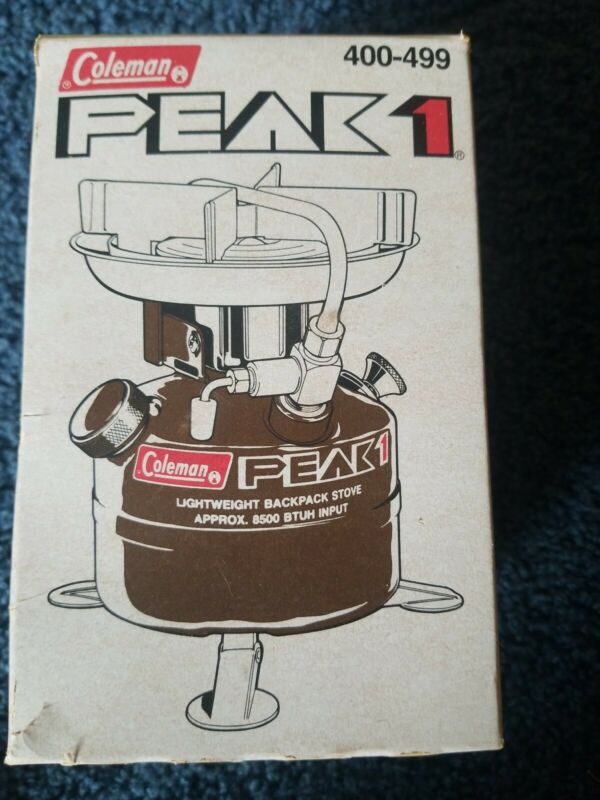 Coleman
400-499
PEAK 1®
Coleman
PEAK 1
LIGHTWEIGHT BACKPACK STOVE
APPROX. 8500 BTUH INPUT